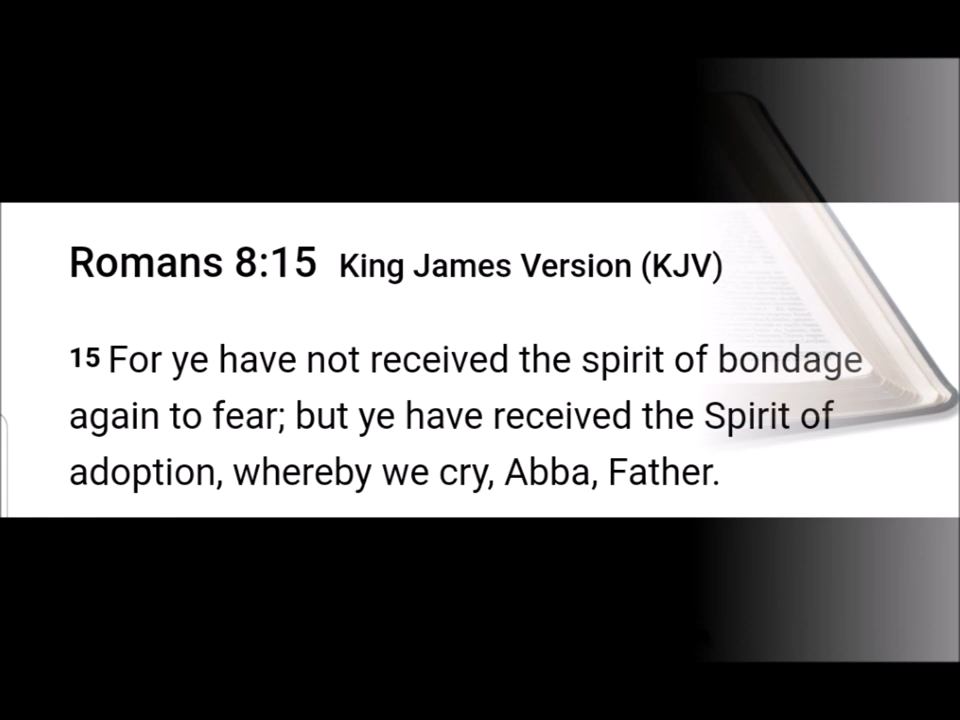 Romans 8:15 King James Version (KJV)
15 For ye have not received the spirit of bondage
again to fear; but ye have received the Spirit of
adoption, whereby we cry, Abba, Father.